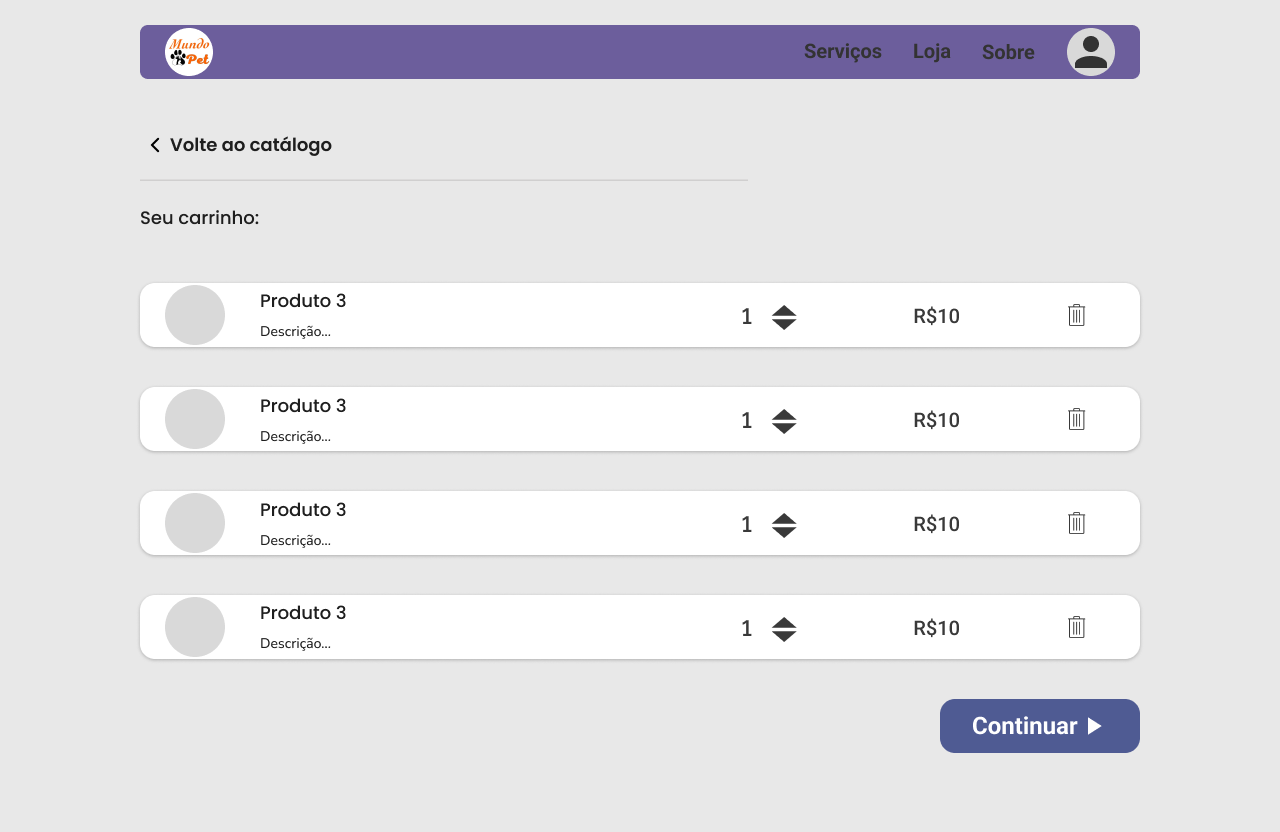 Mundo
Pet
Serviços Loja Sobre
Volte ao catálogo
Seu carrinho:
Produto 3
Descrição...
1 R$10
Produto 3
Descrição...
1 R$10
Produto 3
Descrição...
1 R$10
Produto 3
Descrição...
1 R$10
Continuar